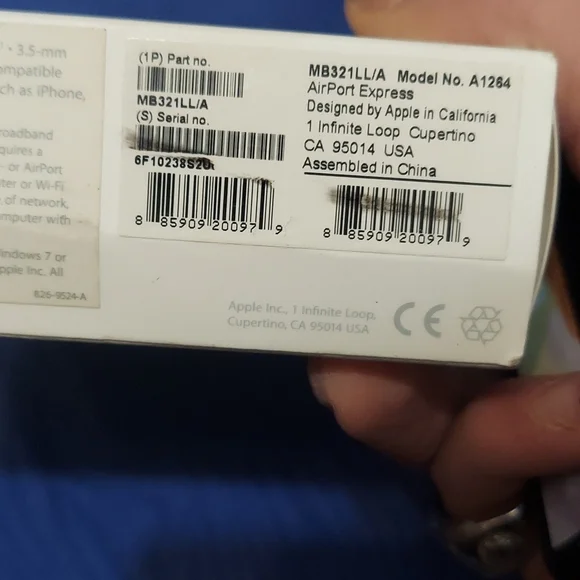 • 3.5-mm
ompatible
ch as iPhone,
roadband
quires a
or AirPort
ter or Wi-Fi
of network,
mputer with
indows 7 or
pple Inc. All
826-9524-A
(1P) Part no.
MB321LL/A
(S) Serial no.
8 85909 20097 9
MB321LL/A Model No. A1264
AirPort Express
Designed by Apple in California
1 Infinite Loop Cupertino
CA 95014 USA
Assembled in China
8 85909 20097 9
Apple Inc., 1 Infinite Loop,
Cupertino, CA 95014 USA
CE